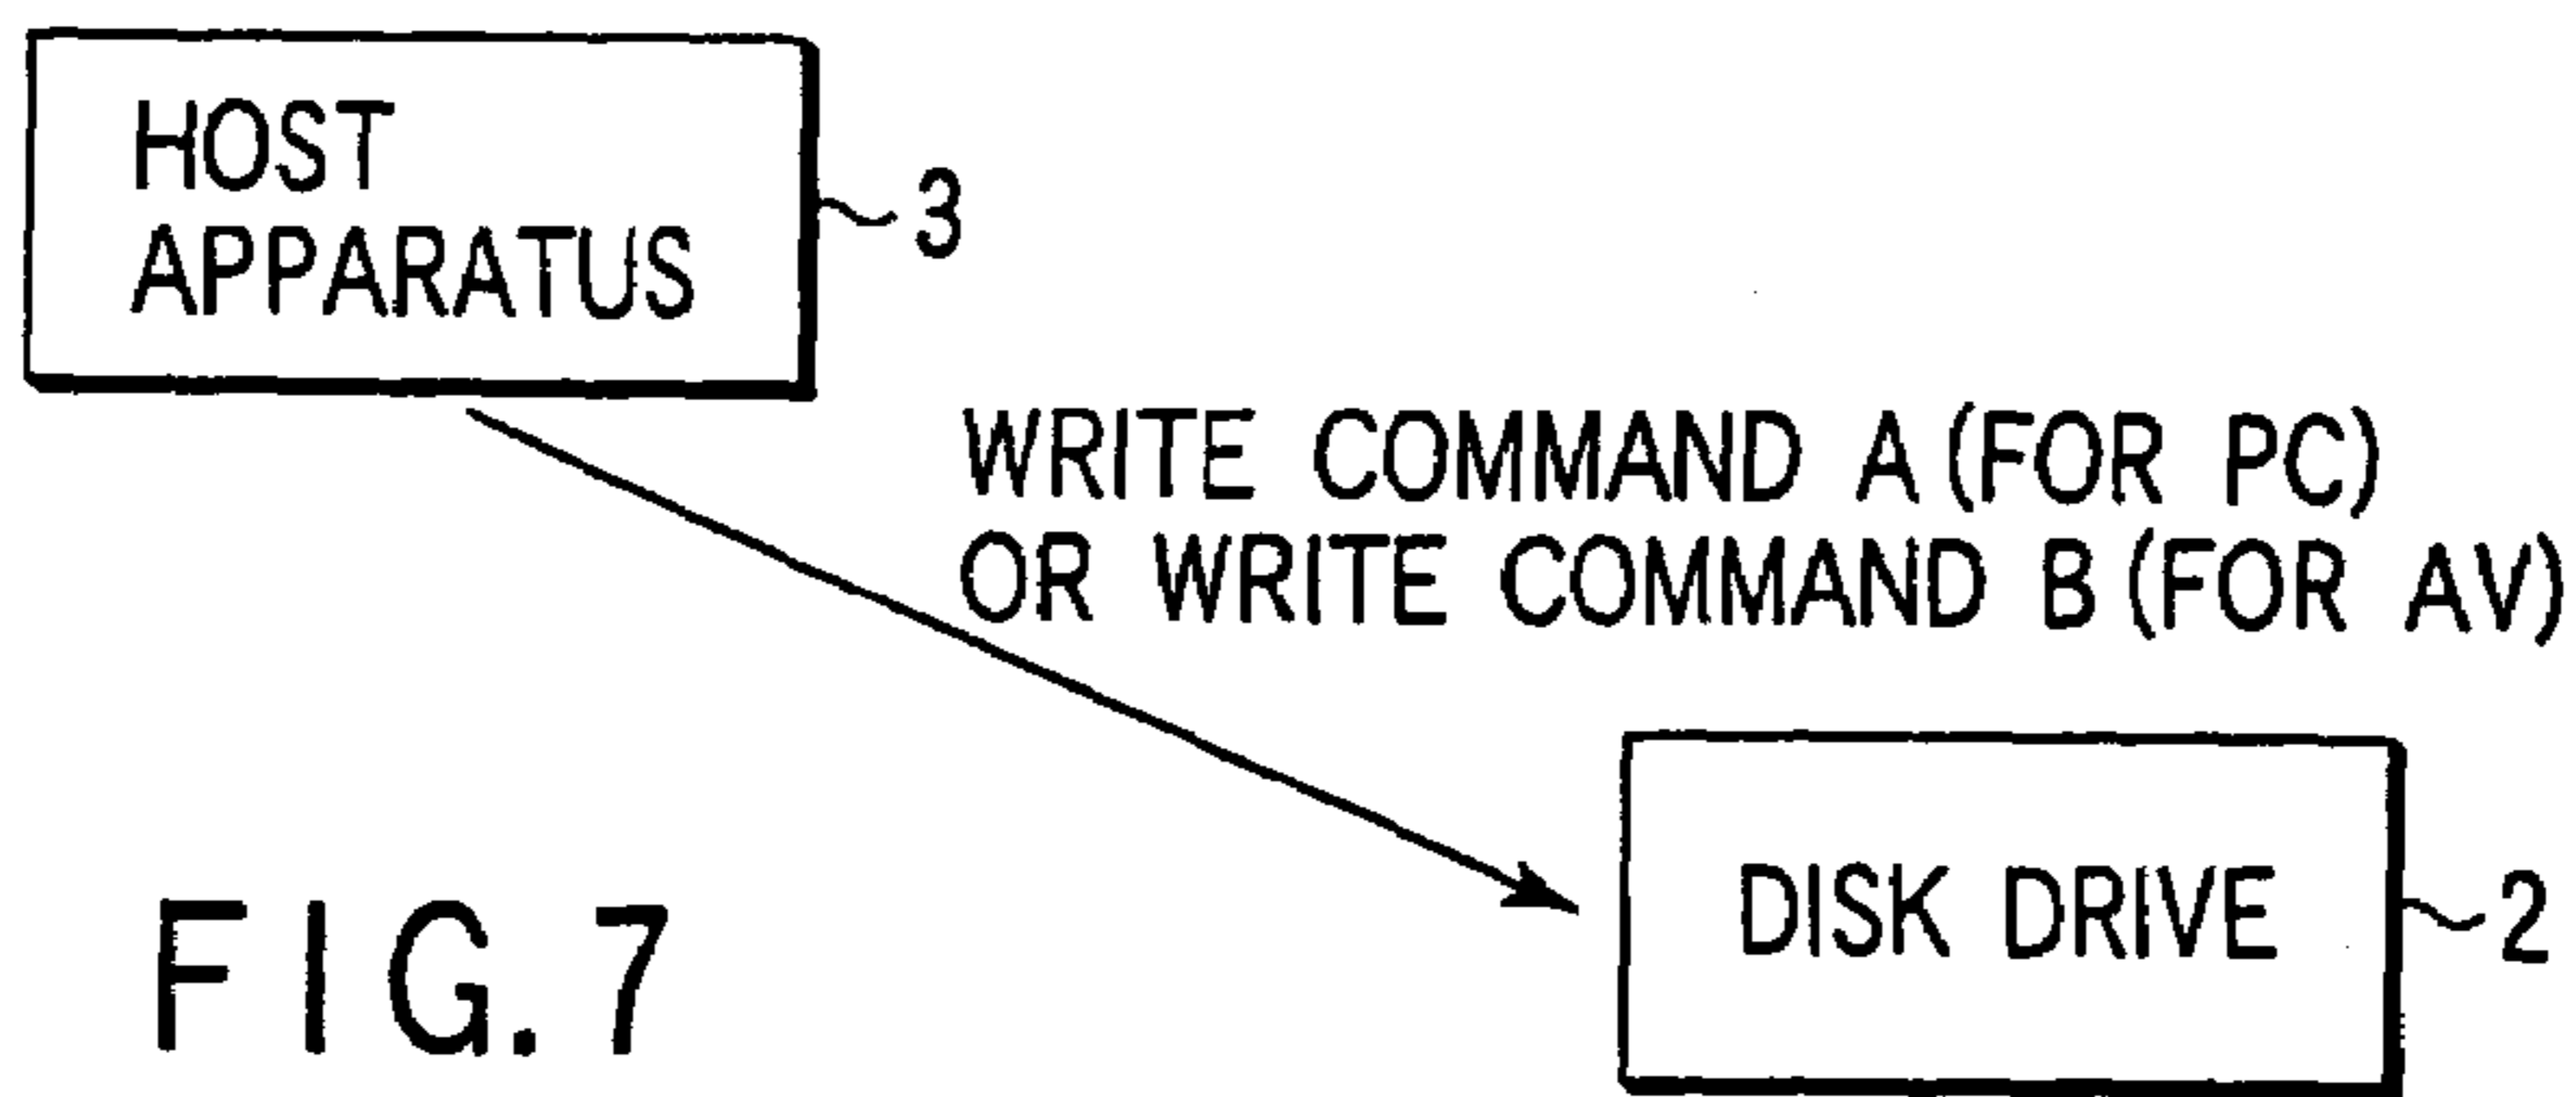 HOST
APPARATUS
3
WRITE COMMAND A (FOR PC)
OR WRITE COMMAND B (FOR AV)
DISK DRIVE
2
FIG. 7